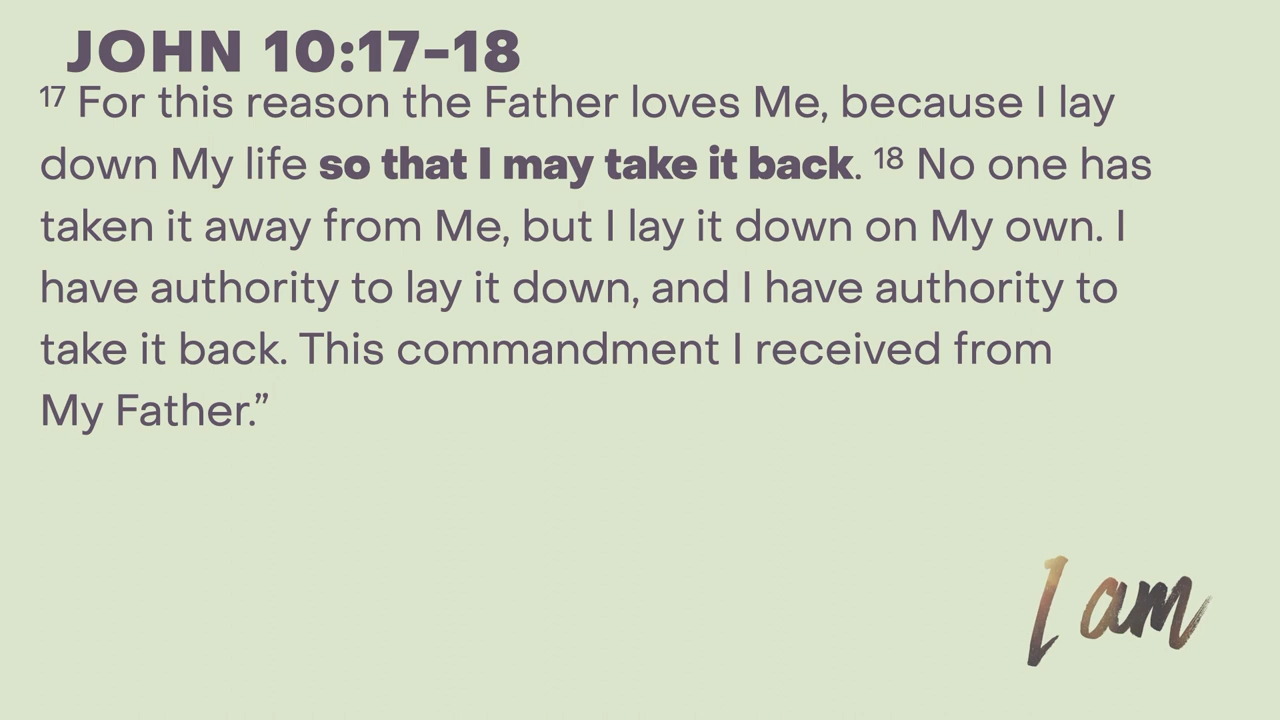 JOHN 10:17-18
17 For this reason the Father loves Me, because I lay
down My life so that I may take it back. 18 No one has
taken it away from Me, but I lay it down on My own. I
have authority to lay it down, and I have authority to
take it back. This commandment I received from
My Father.”
I am